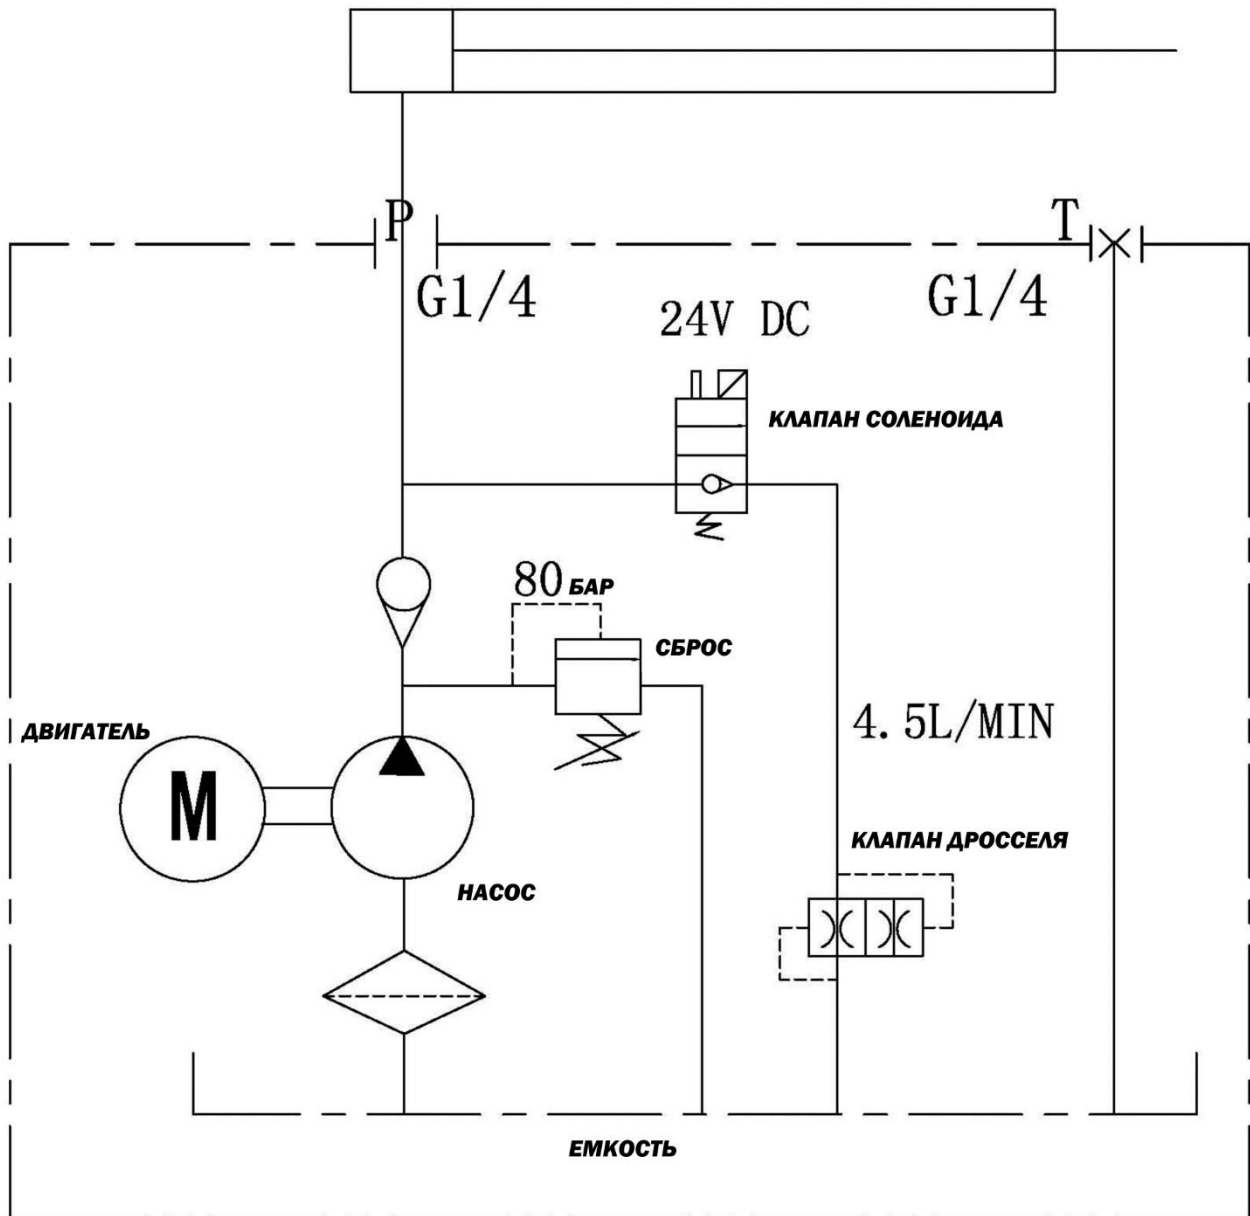 P
T
G1/4
G1/4
24V DC
КЛАПАН СОЛЕНОИДА
80 БАР
СБРОС
ДВИГАТЕЛЬ
4.5L/MIN
M
КЛАПАН ДРОССЕЛЯ
НАСОС
ЕМКОСТЬ